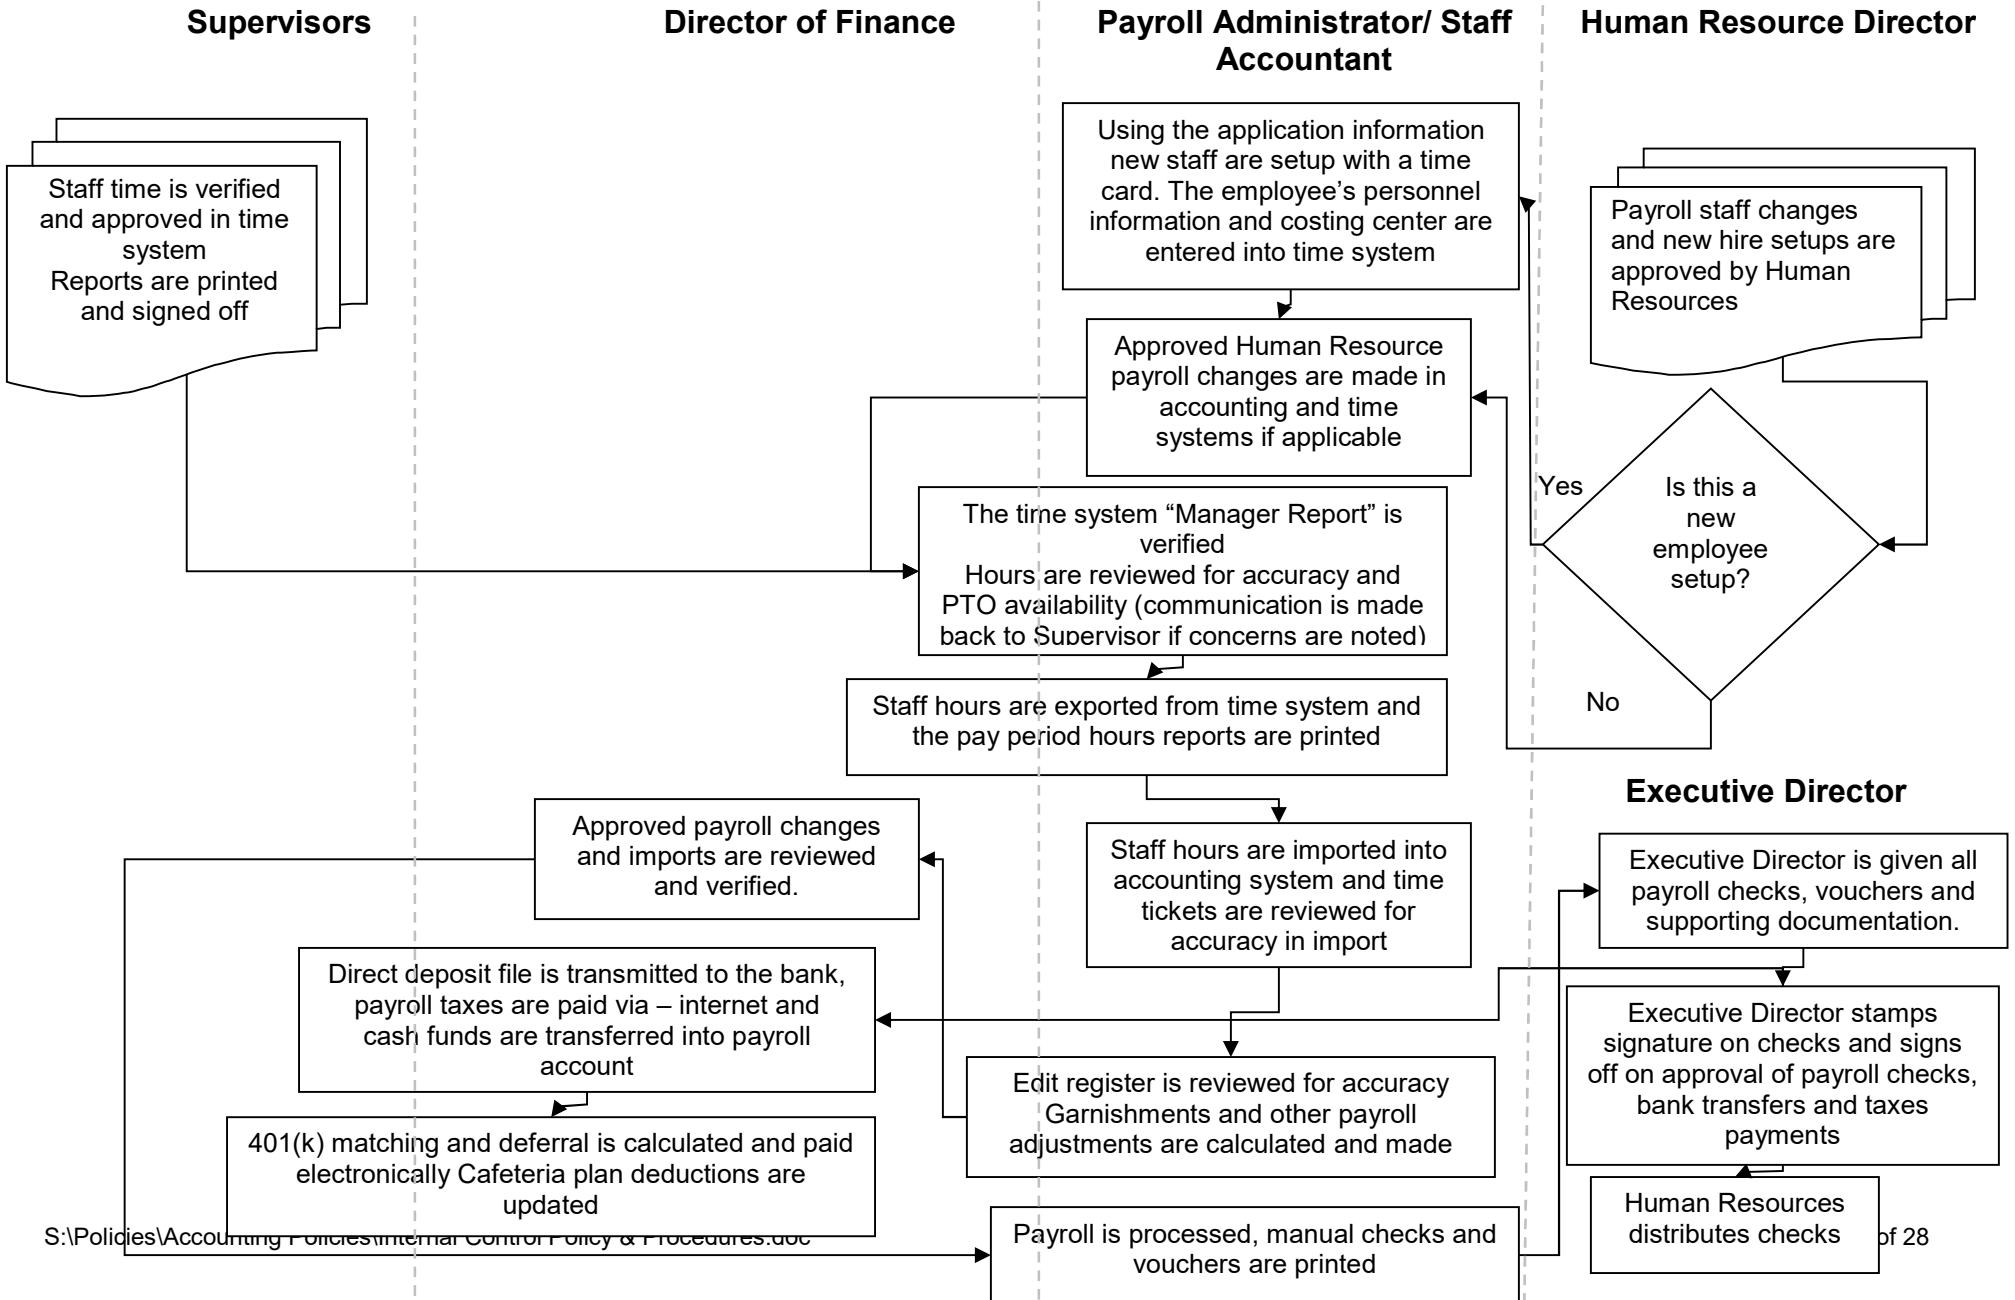 Supervisors
Director of Finance
Payroll Administrator/ Staff
Accountant
Human Resource Director
Staff time is verified
and approved in time
system
Reports are printed
and signed off
Using the application information
new staff are setup with a time
card. The employee’s personnel
information and costing center are
entered into time system
Payroll staff changes
and new hire setups are
approved by Human
Resources
Approved Human Resource
payroll changes are made in
accounting and time
systems if applicable
Yes
Is this a
new
employee
setup?
No
The time system “Manager Report” is
verified
Hours are reviewed for accuracy and
PTO availability (communication is made
back to Supervisor if concerns are noted)
Staff hours are exported from time system and
the pay period hours reports are printed
Executive Director
Approved payroll changes
and imports are reviewed
and verified.
Staff hours are imported into
accounting system and time
tickets are reviewed for
accuracy in import
Executive Director is given all
payroll checks, vouchers and
supporting documentation.
Direct deposit file is transmitted to the bank,
payroll taxes are paid via – internet and
cash funds are transferred into payroll
account
Executive Director stamps
signature on checks and signs
off on approval of payroll checks,
bank transfers and taxes
payments
Edit register is reviewed for accuracy
Garnishments and other payroll
adjustments are calculated and made
401(k) matching and deferral is calculated and paid
electronically Cafeteria plan deductions are
updated
Human Resources
distributes checks
Payroll is processed, manual checks and
vouchers are printed
S:\Policies\Accounting Policies\Internal Control Policy & Procedures.doc
of 28